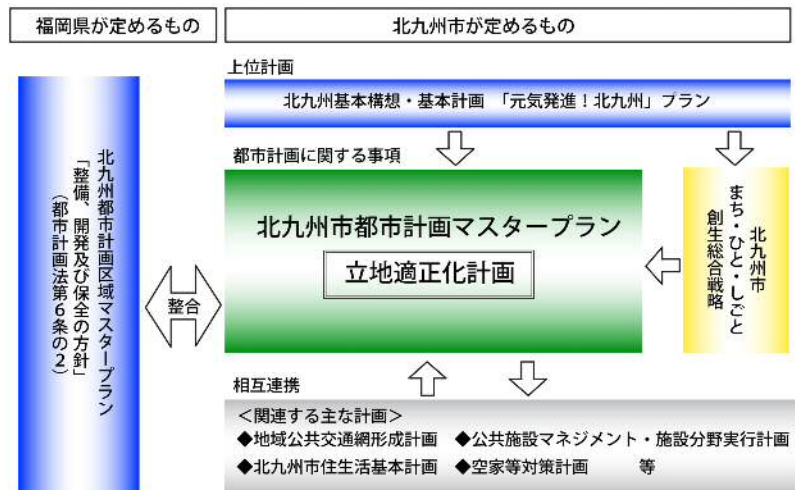 福岡県が定めるもの
北九州市が定めるもの
上位計画
北九州基本構想・基本計画 「元気発進！北九州」プラン
都市計画に関する事項
北九州都市計画区域マスタープラン
「整備、開発及び保全の方針」
（都市計画法第6条の2）
整合
北九州市都市計画マスタープラン
立地適正化計画
北九州市
まち・ひと・しごと
創生総合戦略
相互連携
＜関連する主な計画＞
◆地域公共交通網形成計画 ◆公共施設マネジメント・施設分野実行計画
◆北九州市住生活基本計画 ◆空家等対策計画 等